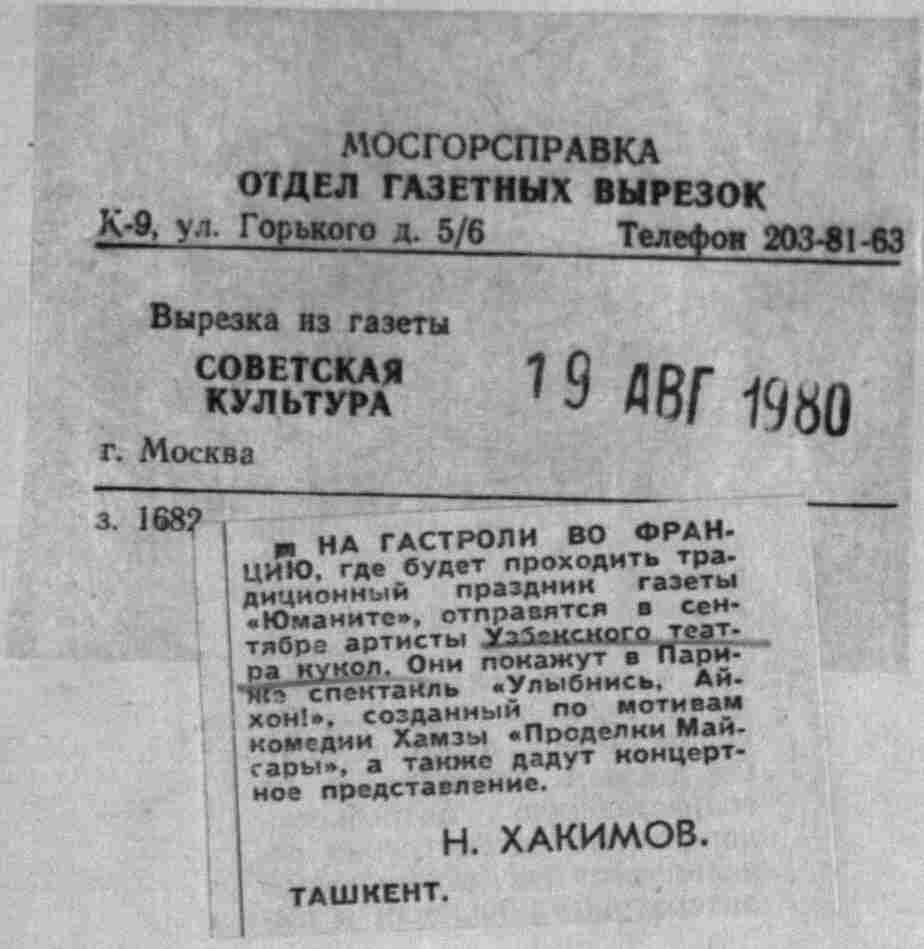 МОСГОРСПРАВКА
ОТДЕЛ ГАЗЕТНЫХ ВЫРЕЗОК
К-9, ул. Горького д. 5/6 Телефон 203-81-63
Вырезка из газеты
СОВЕТСКАЯ
КУЛЬТУРА
19 АВГ 1980
г. Москва
з. 1682
НА ГАСТРОЛИ ВО ФРАН-
ЦИЮ, где будет проходить тра-
диционный праздник газеты
«Юманите», отправятся в сен-
тябре артисты Узбекского теат-
ра кукол. Они покажут в Пари-
же спектакль «Улыбнись, Ай-
хон!», созданный по мотивам
комедии Хамзы «Проделки Май-
сары», а также дадут концерт-
ное представление.
Н. ХАКИМОВ.
ТАШКЕНТ.